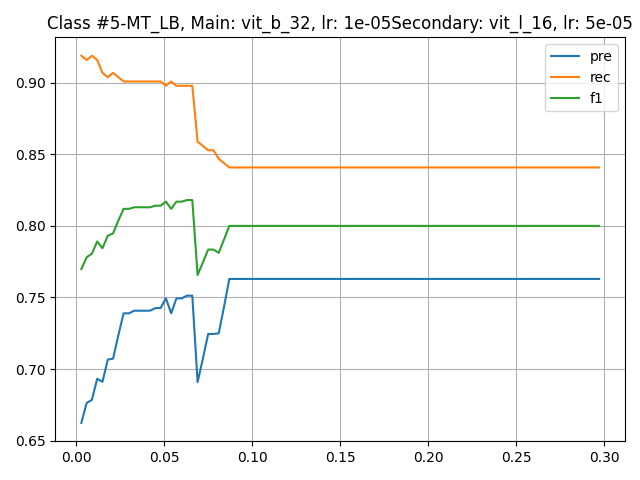 Class #5-MT_LB, Main: vit_b_32, lr: 1e-05Secondary: vit_l_16, lr: 5e-05
pre
rec
f1
0.90
0.85
0.80
0.75
0.70
0.65
0.00 0.05 0.10 0.15 0.20 0.25 0.30